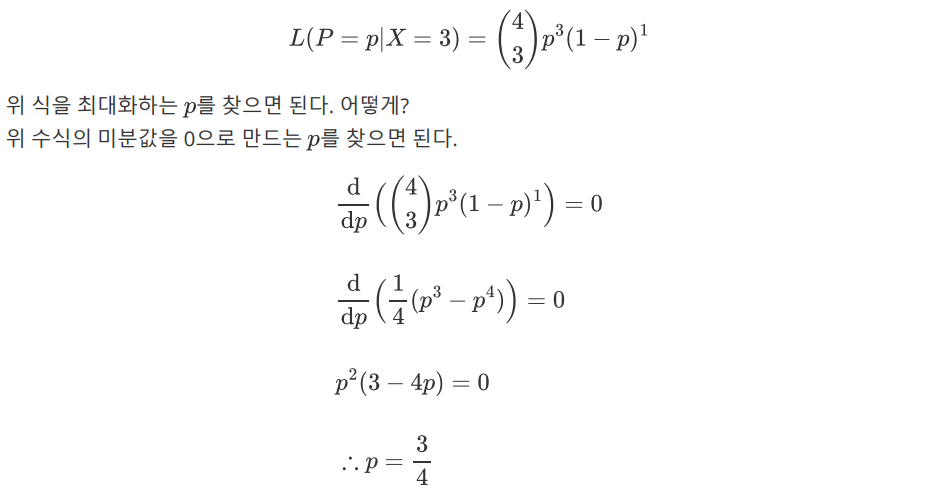 $$L(P = p|X = 3) = \binom{4}{3} p^3 (1 - p)^1$$
위 식을 최대화하는 $p$를 찾으면 된다. 어떻게?
위 수식의 미분값을 0으로 만드는 $p$를 찾으면 된다.
$$\frac{\mathrm{d}}{\mathrm{d}p} \left( \binom{4}{3} p^3 (1 - p)^1 \right) = 0$$
$$\frac{\mathrm{d}}{\mathrm{d}p} \left( \frac{1}{4} (p^3 - p^4) \right) = 0$$
$$p^2 (3 - 4p) = 0$$
$$\therefore p = \frac{3}{4}$$